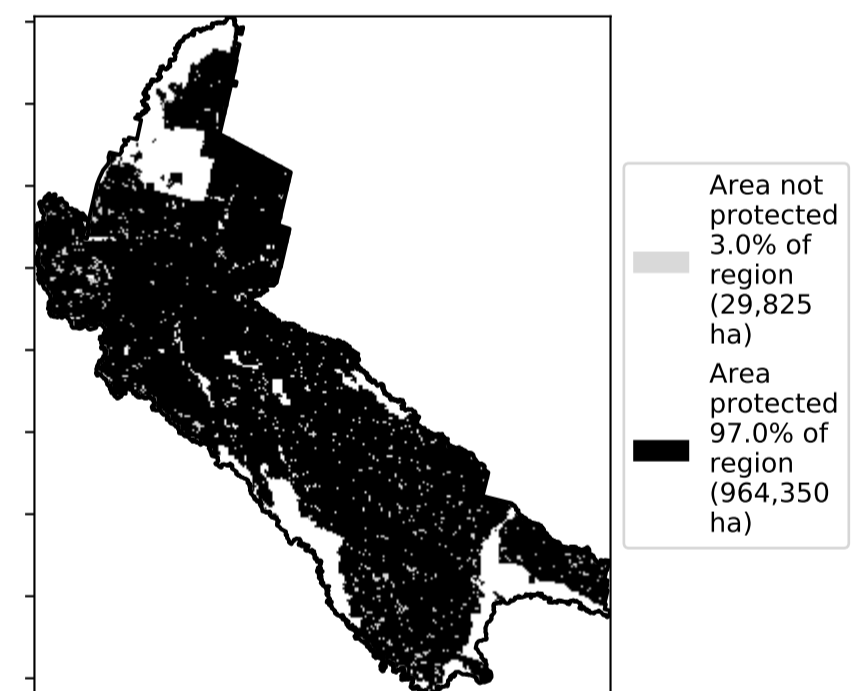 Area not
protected
3.0% of
region
(29,825
ha)
Area
protected
97.0% of
region
(964,350
ha)